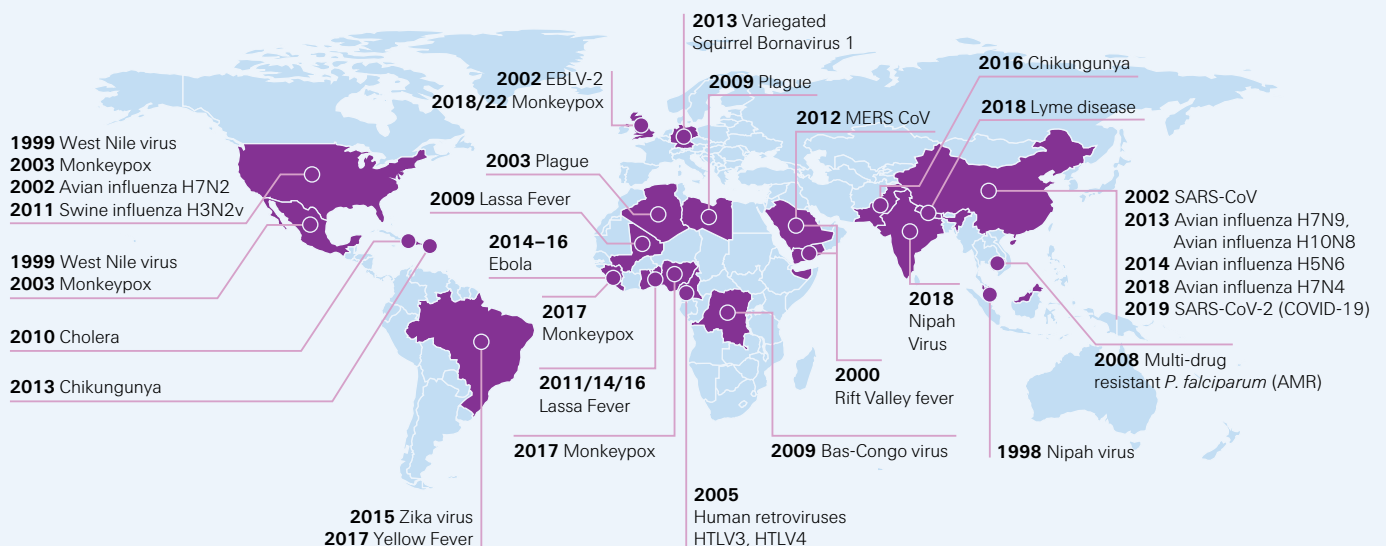 2013 Variegated
Squirrel Bornavirus 1
2002 EBLV-2
2018/22 Monkeypox
2009 Plague
2016 Chikungunya
2018 Lyme disease
2012 MERS CoV
1999 West Nile virus
2003 Monkeypox
2002 Avian influenza H7N2
2011 Swine influenza H3N2v
2003 Plague
2009 Lassa Fever
2014–16
Ebola
1999 West Nile virus
2003 Monkeypox
2010 Cholera
2013 Chikungunya
2017
Monkeypox
2011/14/16
Lassa Fever
2017 Monkeypox
2015 Zika virus
2017 Yellow Fever
2005
Human retroviruses
HTLV3, HTLV4
2009 Bas-Congo virus
2000
Rift Valley fever
2018
Nipah
Virus
1998 Nipah virus
2002 SARS-CoV
2013 Avian influenza H7N9,
Avian influenza H10N8
2014 Avian influenza H5N6
2018 Avian influenza H7N4
2019 SARS-CoV-2 (COVID-19)
2008 Multi-drug
resistant P. falciparum (AMR)